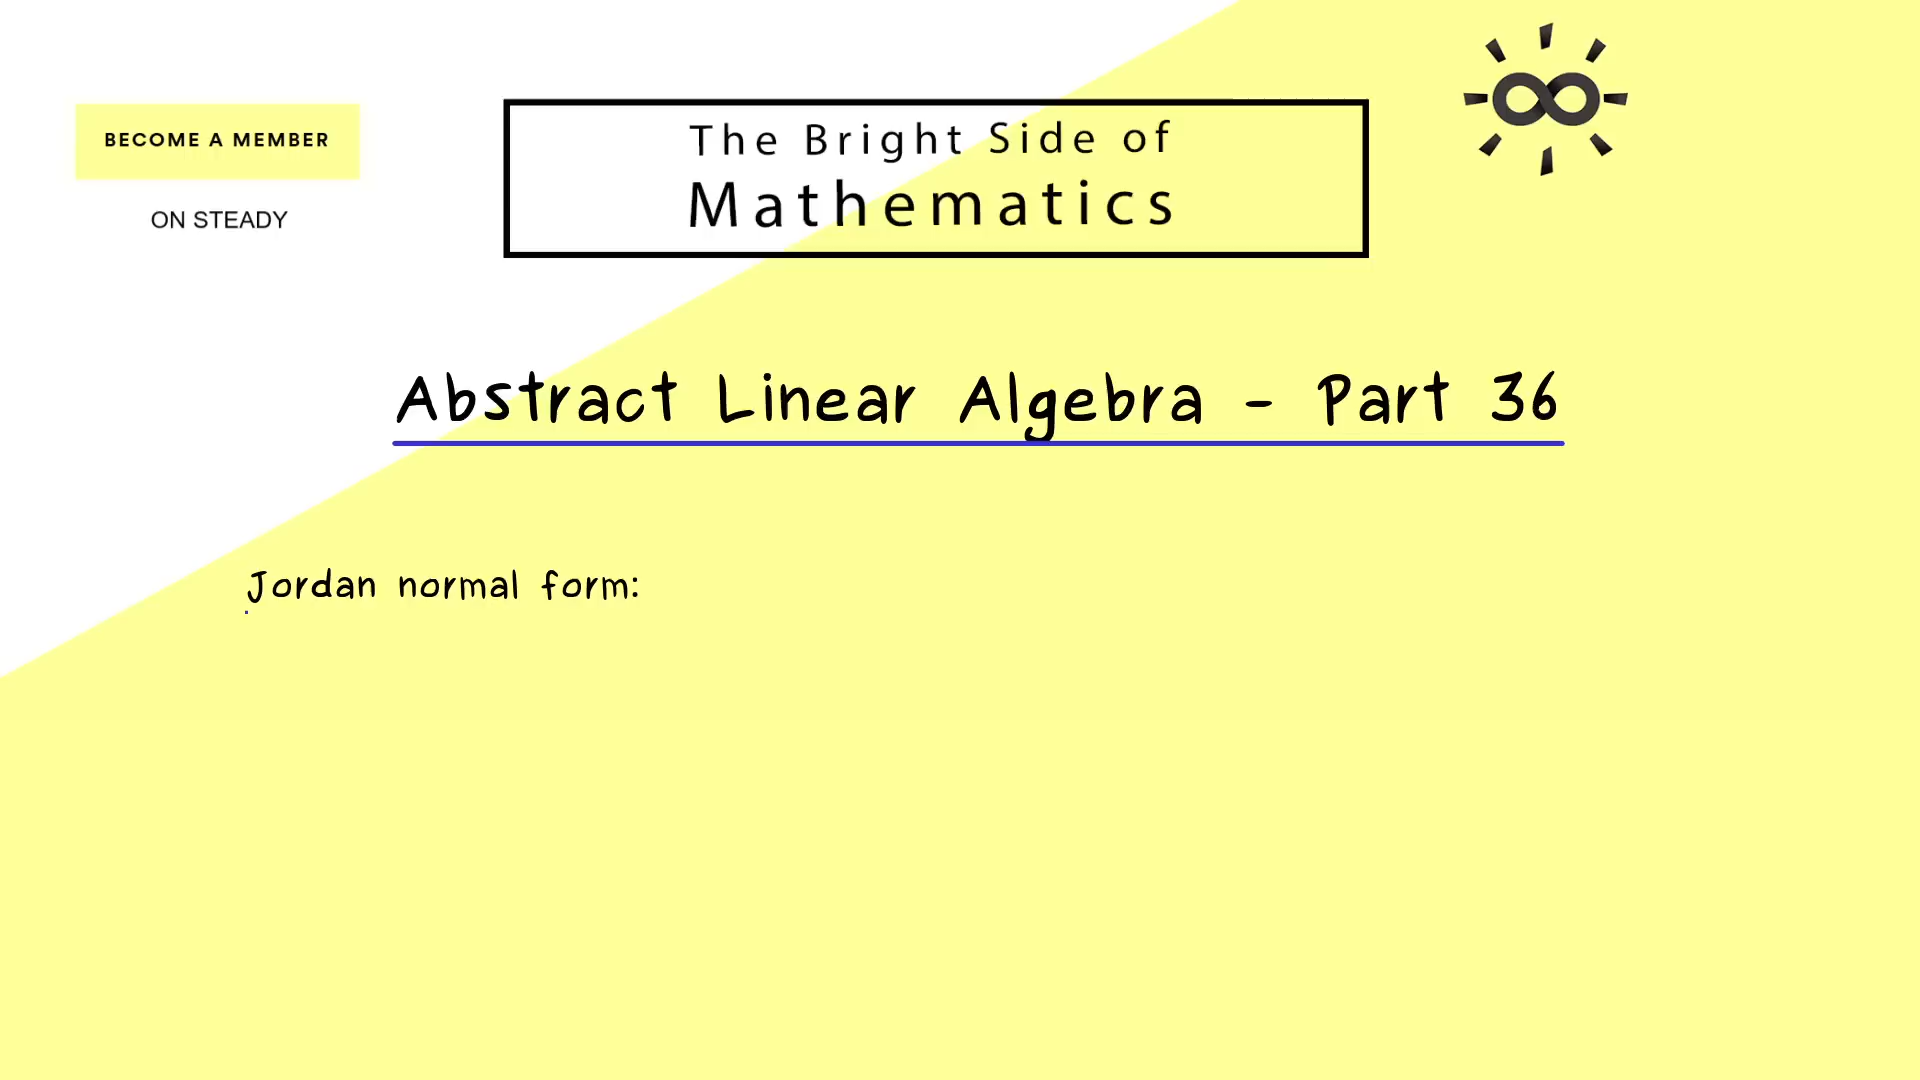 BECOME A MEMBER
ON STEADY
The Bright Side of
Mathematics
Abstract Linear Algebra - Part 36
Jordan normal form: